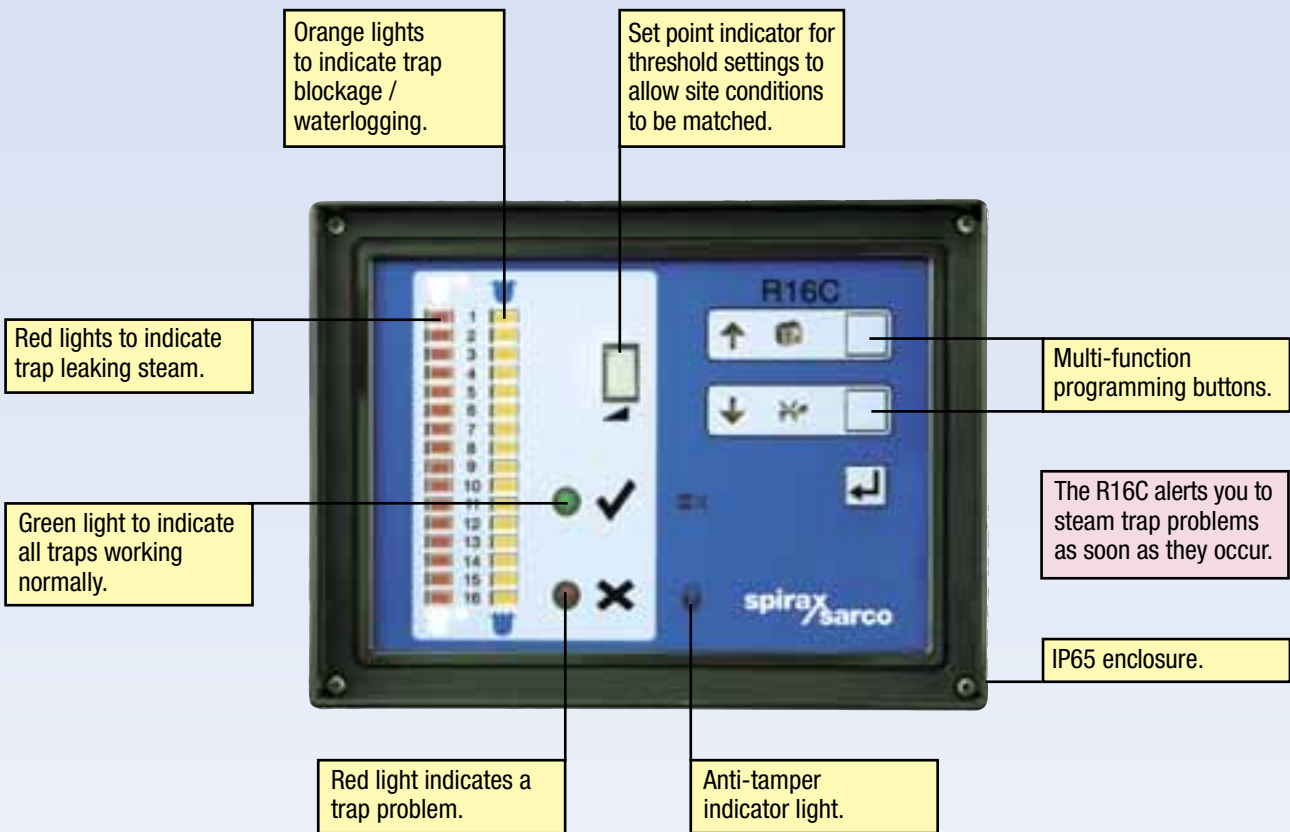 Orange lights
to indicate trap
blockage /
waterlogging.
Set point indicator for
threshold settings to
allow site conditions
to be matched.
Red lights to indicate
trap leaking steam.
Green light to indicate
all traps working
normally.
R16C
1
2
3
4
5
6
7
8
9
10
11
12
13
14
15
16
spirax
sarco
Multi-function
programming buttons.
The R16C alerts you to
steam trap problems
as soon as they occur.
IP65 enclosure.
Red light indicates a
trap problem.
Anti-tamper
indicator light.